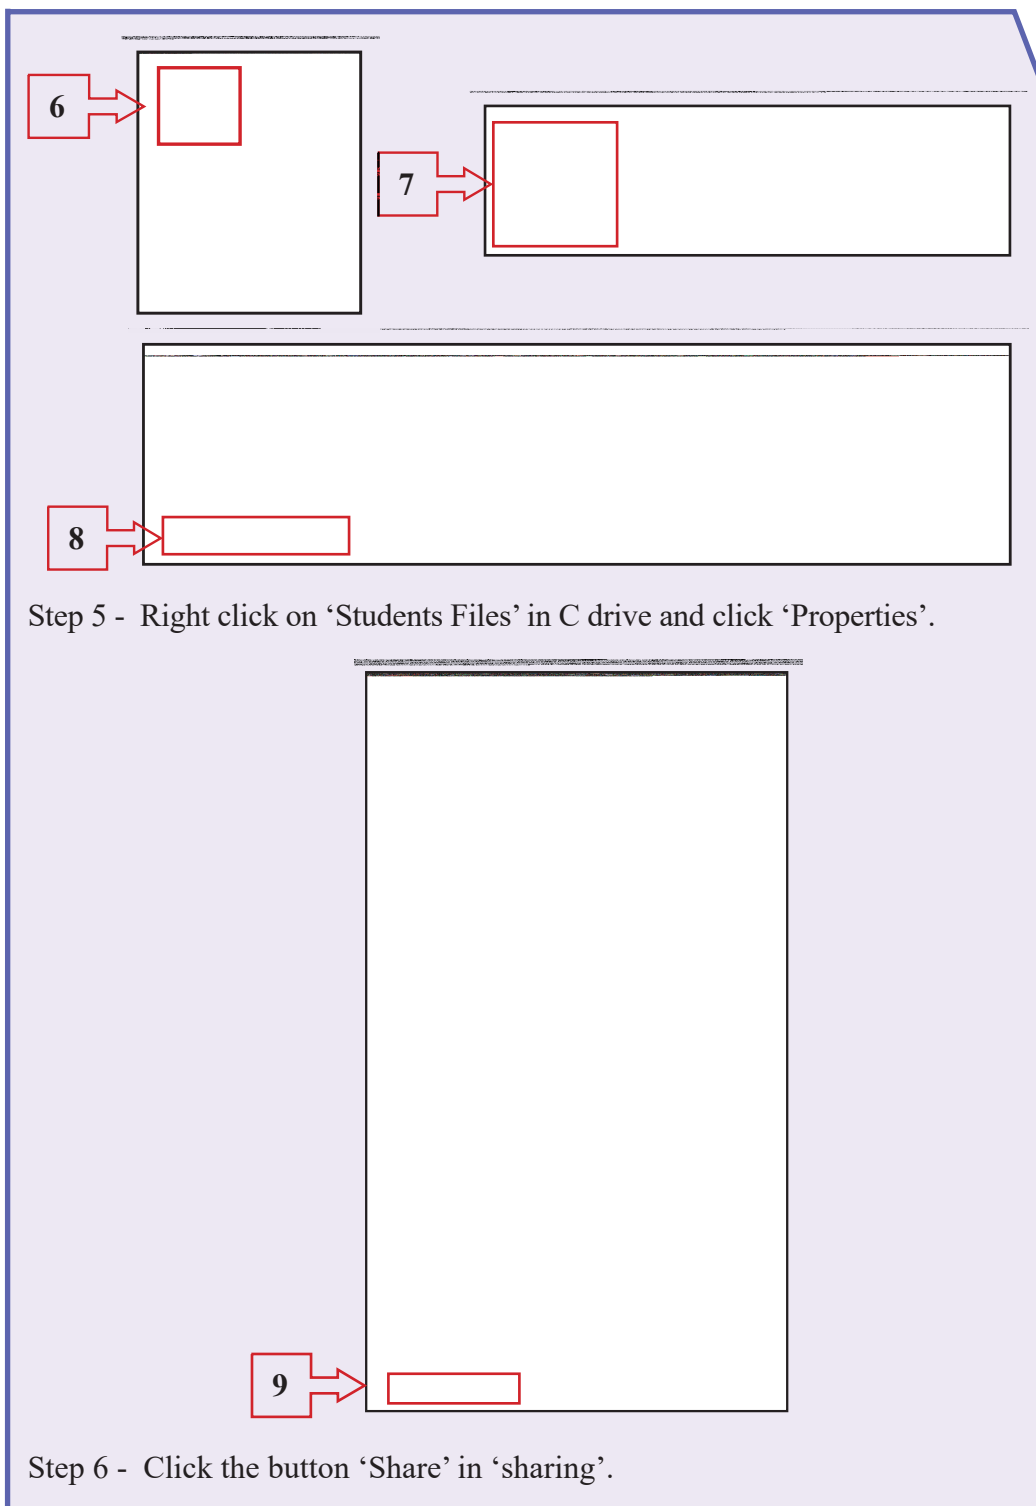 6
7
8
Step 5 - Right click on ‘Students Files’ in C drive and click ‘Properties’.
9
Step 6 - Click the button ‘Share’ in ‘sharing’.